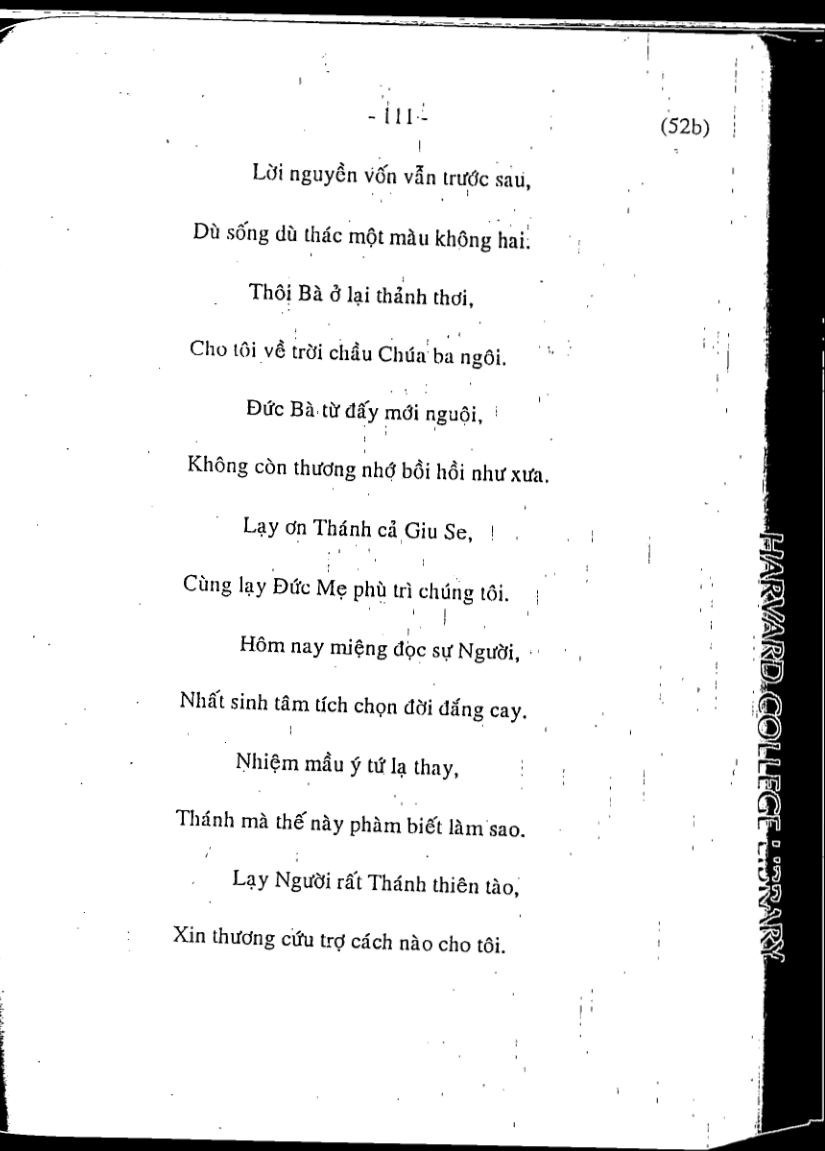 - 111 -
(52b)
Lời nguyền vốn vẫn trước sau,
Dù sống dù thác một màu không hai.
Thôi Bà ở lại thảnh thơi,
Cho tôi về trời chầu Chúa ba ngôi.
Đức Bà từ đấy mới nguội,
Không còn thương nhớ bồi hồi như xưa.
Lạy ơn Thánh cả Giu Se,
Cùng lạy Đức Mẹ phù trì chúng tôi.
Hôm nay miệng đọc sự Người,
Nhất sinh tâm tích chọn đời đắng cay.
Nhiệm mầu ý tứ lạ thay,
Thánh mà thế này phàm biết làm sao.
Lạy Người rất Thánh thiên tào,
Xin thương cứu trợ cách nào cho tôi.
HARVARD COLLEGE LIBRARY